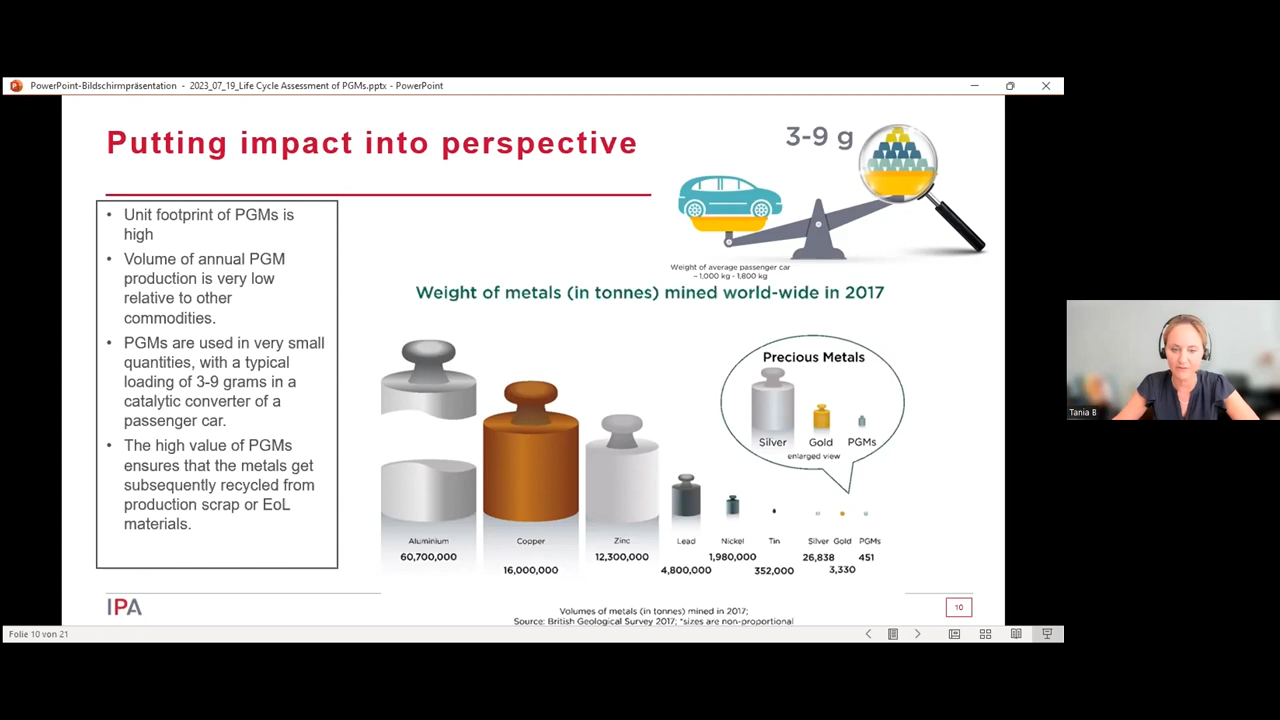 PowerPoint-Bildschirmpräsentation - 2023_07_19_Life Cycle Assessment of PGMs.pptx - PowerPoint
Putting impact into perspective
3-9 g
• Unit footprint of PGMs is
high
• Volume of annual PGM
production is very low
relative to other
commodities.
• PGMs are used in very small
quantities, with a typical
loading of 3-9 grams in a
catalytic converter of a
passenger car.
• The high value of PGMs
ensures that the metals get
subsequently recycled from
production scrap or EoL
materials.
Weight of average passenger car
~ 1,000 kg - 1,800 kg
Weight of metals (in tonnes) mined world-wide in 2017
Precious Metals
Silver Gold PGMs
enlarged view
Aluminium Copper Zinc Lead Nickel Tin Silver Gold PGMs
60,700,000 12,300,000 1,980,000 26,838 451
16,000,000 4,800,000 352,000 3,330
IPA
10
Volumes of metals (in tonnes) mined in 2017;
Source: British Geological Survey 2017; *sizes are non-proportional
Folie 10 von 21
Tania B